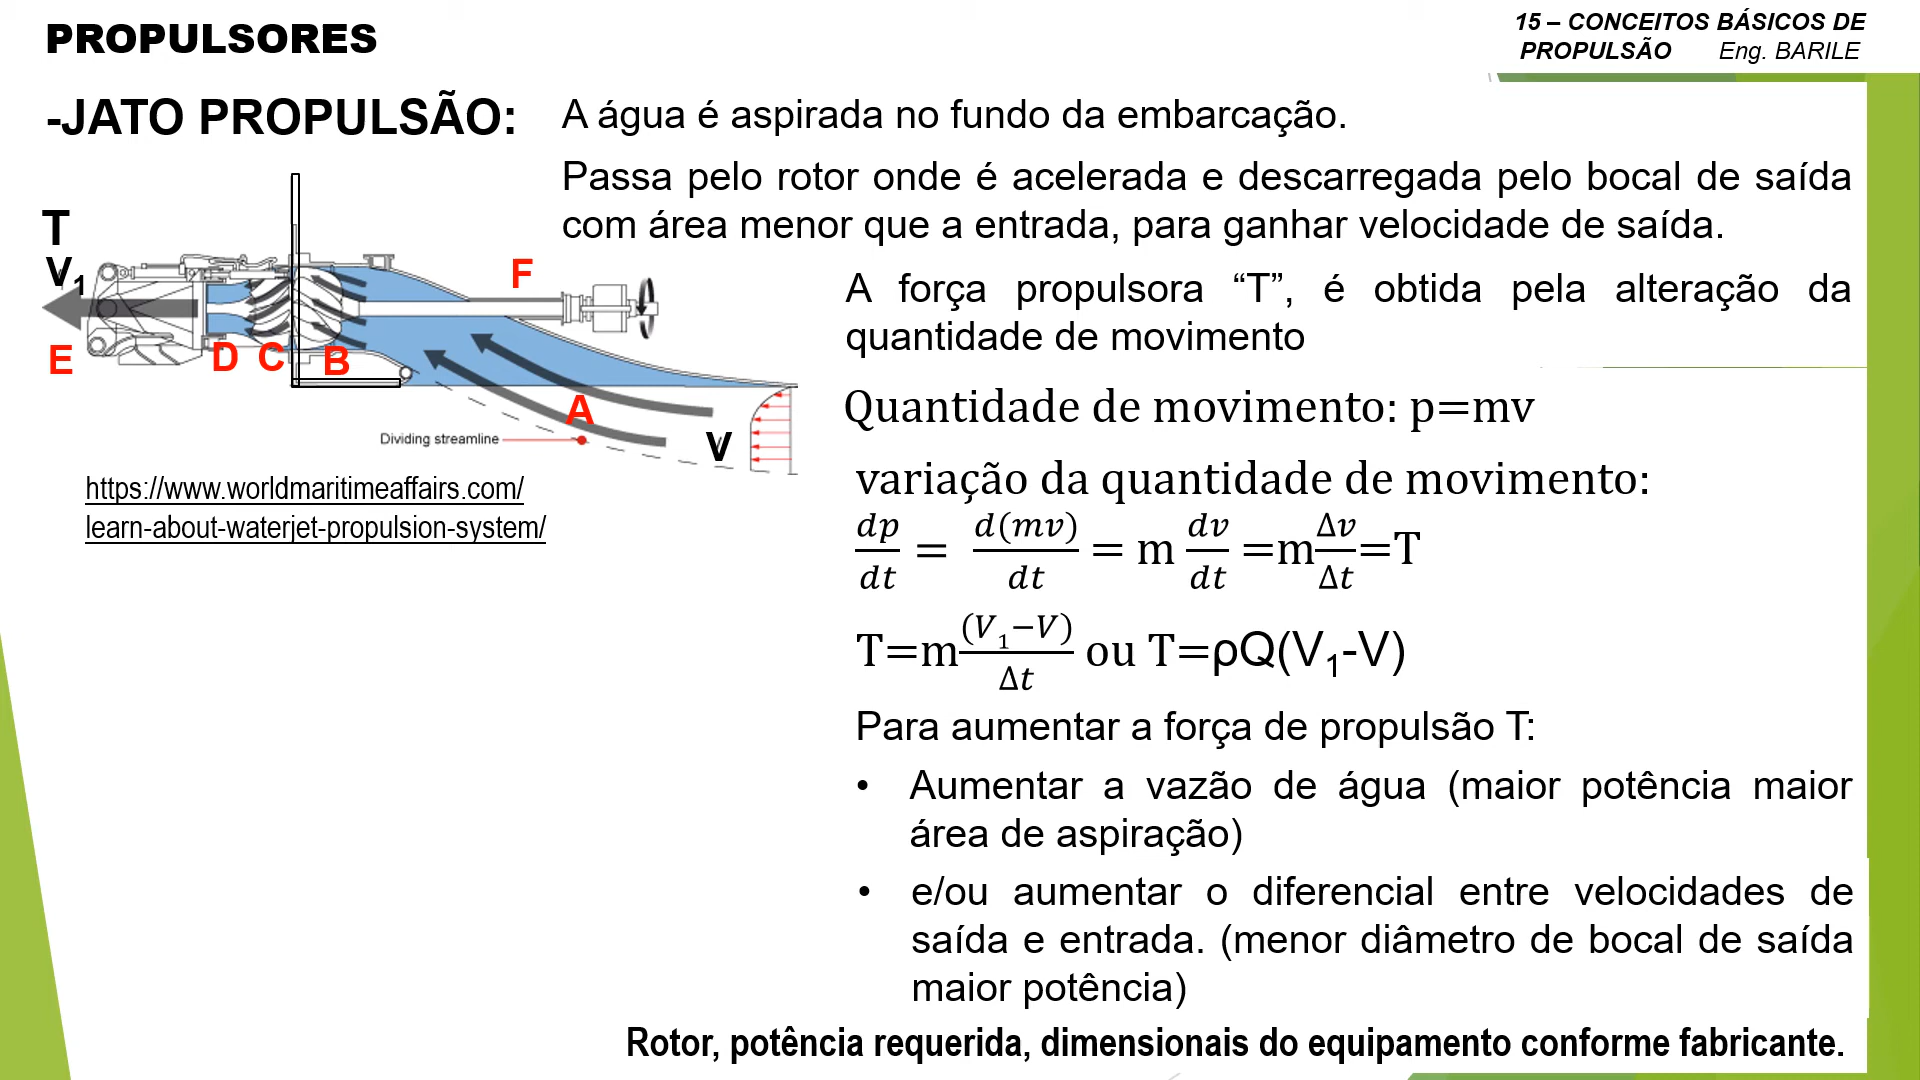 PROPULSORES
15 – CONCEITOS BÁSICOS DE
PROPULSÃO Eng. BARILE
-JATO PROPULSÃO:
A água é aspirada no fundo da embarcação.
Passa pelo rotor onde é acelerada e descarregada pelo bocal de saída
com área menor que a entrada, para ganhar velocidade de saída.
T
V₁
F
E
D C B
A
V
Dividing streamline
https://www.worldmaritimeaffairs.com/
learn-about-waterjet-propulsion-system/
A força propulsora “T”, é obtida pela alteração da
quantidade de movimento
Quantidade de movimento: p=mv
variação da quantidade de movimento:
dp/dt = d(mv)/dt = m dv/dt =mΔv/Δt=T
T=m(V₁−V)/Δt ou T=ρQ(V₁-V)
Para aumentar a força de propulsão T:
• Aumentar a vazão de água (maior potência maior
área de aspiração)
• e/ou aumentar o diferencial entre velocidades de
saída e entrada. (menor diâmetro de bocal de saída
maior potência)
Rotor, potência requerida, dimensionais do equipamento conforme fabricante.